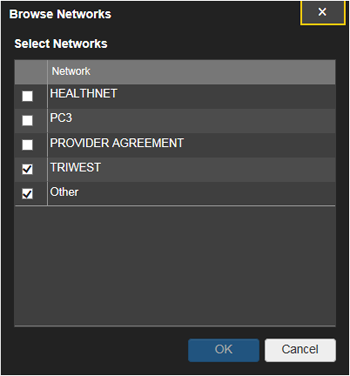 Browse Networks
×
Select Networks
Network
HEALTHNET
PC3
PROVIDER AGREEMENT
TRIWEST
Other
OK
Cancel